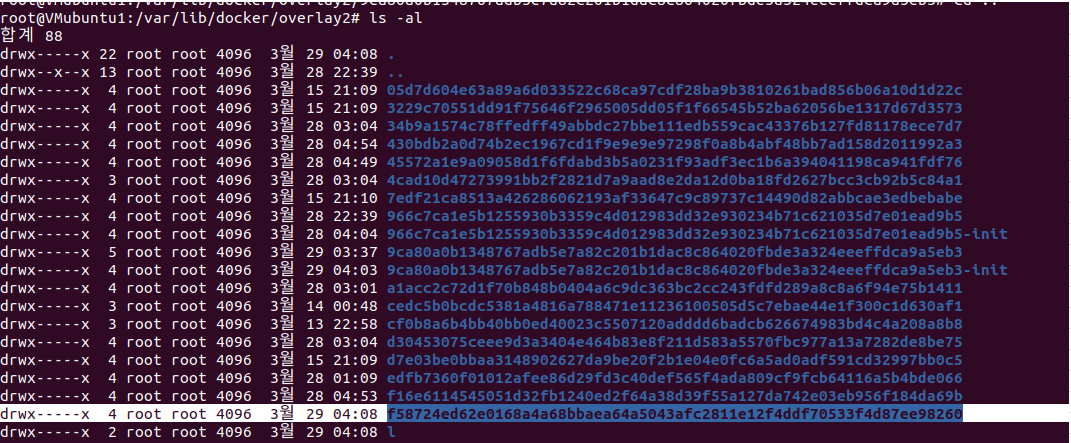 root@VMubuntu1:/var/lib/docker/overlay2# ls -al
합계 88
drwx-----x 22 root root 4096  3월 29 04:08 .
drwx--x--x 13 root root 4096  3월 28 22:39 ..
drwx-----x  4 root root 4096  3월 15 21:09 05d7d604e63a89a6d033522c68ca97cdf28ba9b3810261bad856b06a10d1d22c
drwx-----x  4 root root 4096  3월 15 21:09 3229c70551dd91f75646f2965005dd05f1f66545b52ba62056be1317d67d3573
drwx-----x  4 root root 4096  3월 28 03:04 34b9a1574c78ffedff49abbdc27bbe111edb559cac43376b127fd81178ece7d7
drwx-----x  4 root root 4096  3월 28 04:54 430bdb2a0d74b2ec1967cd1f9e9e9e97298f0a8b4abf48bb7ad158d2011992a3
drwx-----x  4 root root 4096  3월 28 04:49 45572a1e9a09058d1f6fdabd3b5a0231f93adf3ec1b6a394041198ca941fdf76
drwx-----x  3 root root 4096  3월 28 03:04 4cad10d47273991bb2f2821d7a9aad8e2da12d0ba18fd2627bcc3cb92b5c84a1
drwx-----x  4 root root 4096  3월 15 21:10 7edf21ca8513a426286062193af33647c9c89737c14490d82abbcae3edbebabe
drwx-----x  4 root root 4096  3월 28 22:39 966c7ca1e5b1255930b3359c4d012983dd32e930234b71c621035d7e01ead9b5
drwx-----x  4 root root 4096  3월 28 04:04 966c7ca1e5b1255930b3359c4d012983dd32e930234b71c621035d7e01ead9b5-init
drwx-----x  5 root root 4096  3월 29 03:37 9ca80a0b1348767adb5e7a82c201b1dac8c864020fbde3a324eeeffdca9a5eb3
drwx-----x  4 root root 4096  3월 29 04:03 9ca80a0b1348767adb5e7a82c201b1dac8c864020fbde3a324eeeffdca9a5eb3-init
drwx-----x  4 root root 4096  3월 28 03:01 a1acc2c72d1f70b848b0404a6c9dc363bc2cc243fdfd289a8c8a6f94e75b1411
drwx-----x  3 root root 4096  3월 14 00:48 cedc5b0bcdc5381a4816a788471e11236100505d5c7ebae44e1f300c1d630af1
drwx-----x  3 root root 4096  3월 13 22:58 cf0b8a6b4bb40bb0ed40023c5507120adddd6badcb626674983bd4c4a208a8b8
drwx-----x  4 root root 4096  3월 28 03:04 d30453075ceee9d3a3404e464b83e8f211d583a5570fbc977a13a7282de8be75
drwx-----x  4 root root 4096  3월 15 21:09 d7e03be0bbaa3148902627da9be20f2b1e04e0fc6a5ad0adf591cd32997bb0c5
drwx-----x  4 root root 4096  3월 28 01:09 edfb7360f01012afee86d29fd3c40def565f4ada809cf9fcb64116a5b4bde066
drwx-----x  4 root root 4096  3월 28 04:53 f16e6114545051d32fb1240ed2f64a38d39f55a127da742e03eb956f184da69b
drwx-----x  4 root root 4096  3월 29 04:08 f58724ed62e0168a4a68bbaea64a5043afc2811e12f4ddf70533f4d87ee98260
drwx-----x  2 root root 4096  3월 29 04:08 l